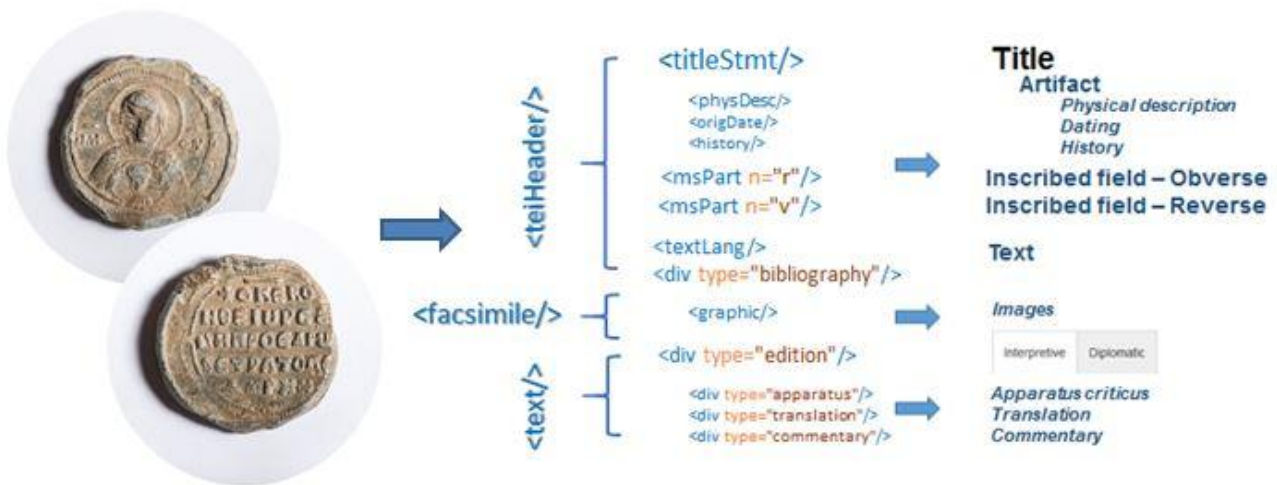 <teiHeader/>
<facsimile/>
<text/>
<titleStmt/>
<physDesc/>
<origDate/>
<history/>
<msPart n="r"/>
<msPart n="v"/>
<textLang/>
<div type="bibliography"/>
<graphic/>
<div type="edition"/>
<div type="apparatus"/>
<div type="translation"/>
<div type="commentary"/>
Title
Artifact
Physical description
Dating
History
Inscribed field – Obverse
Inscribed field – Reverse
Text
Images
Interpretive Diplomatic
Apparatus criticus
Translation
Commentary